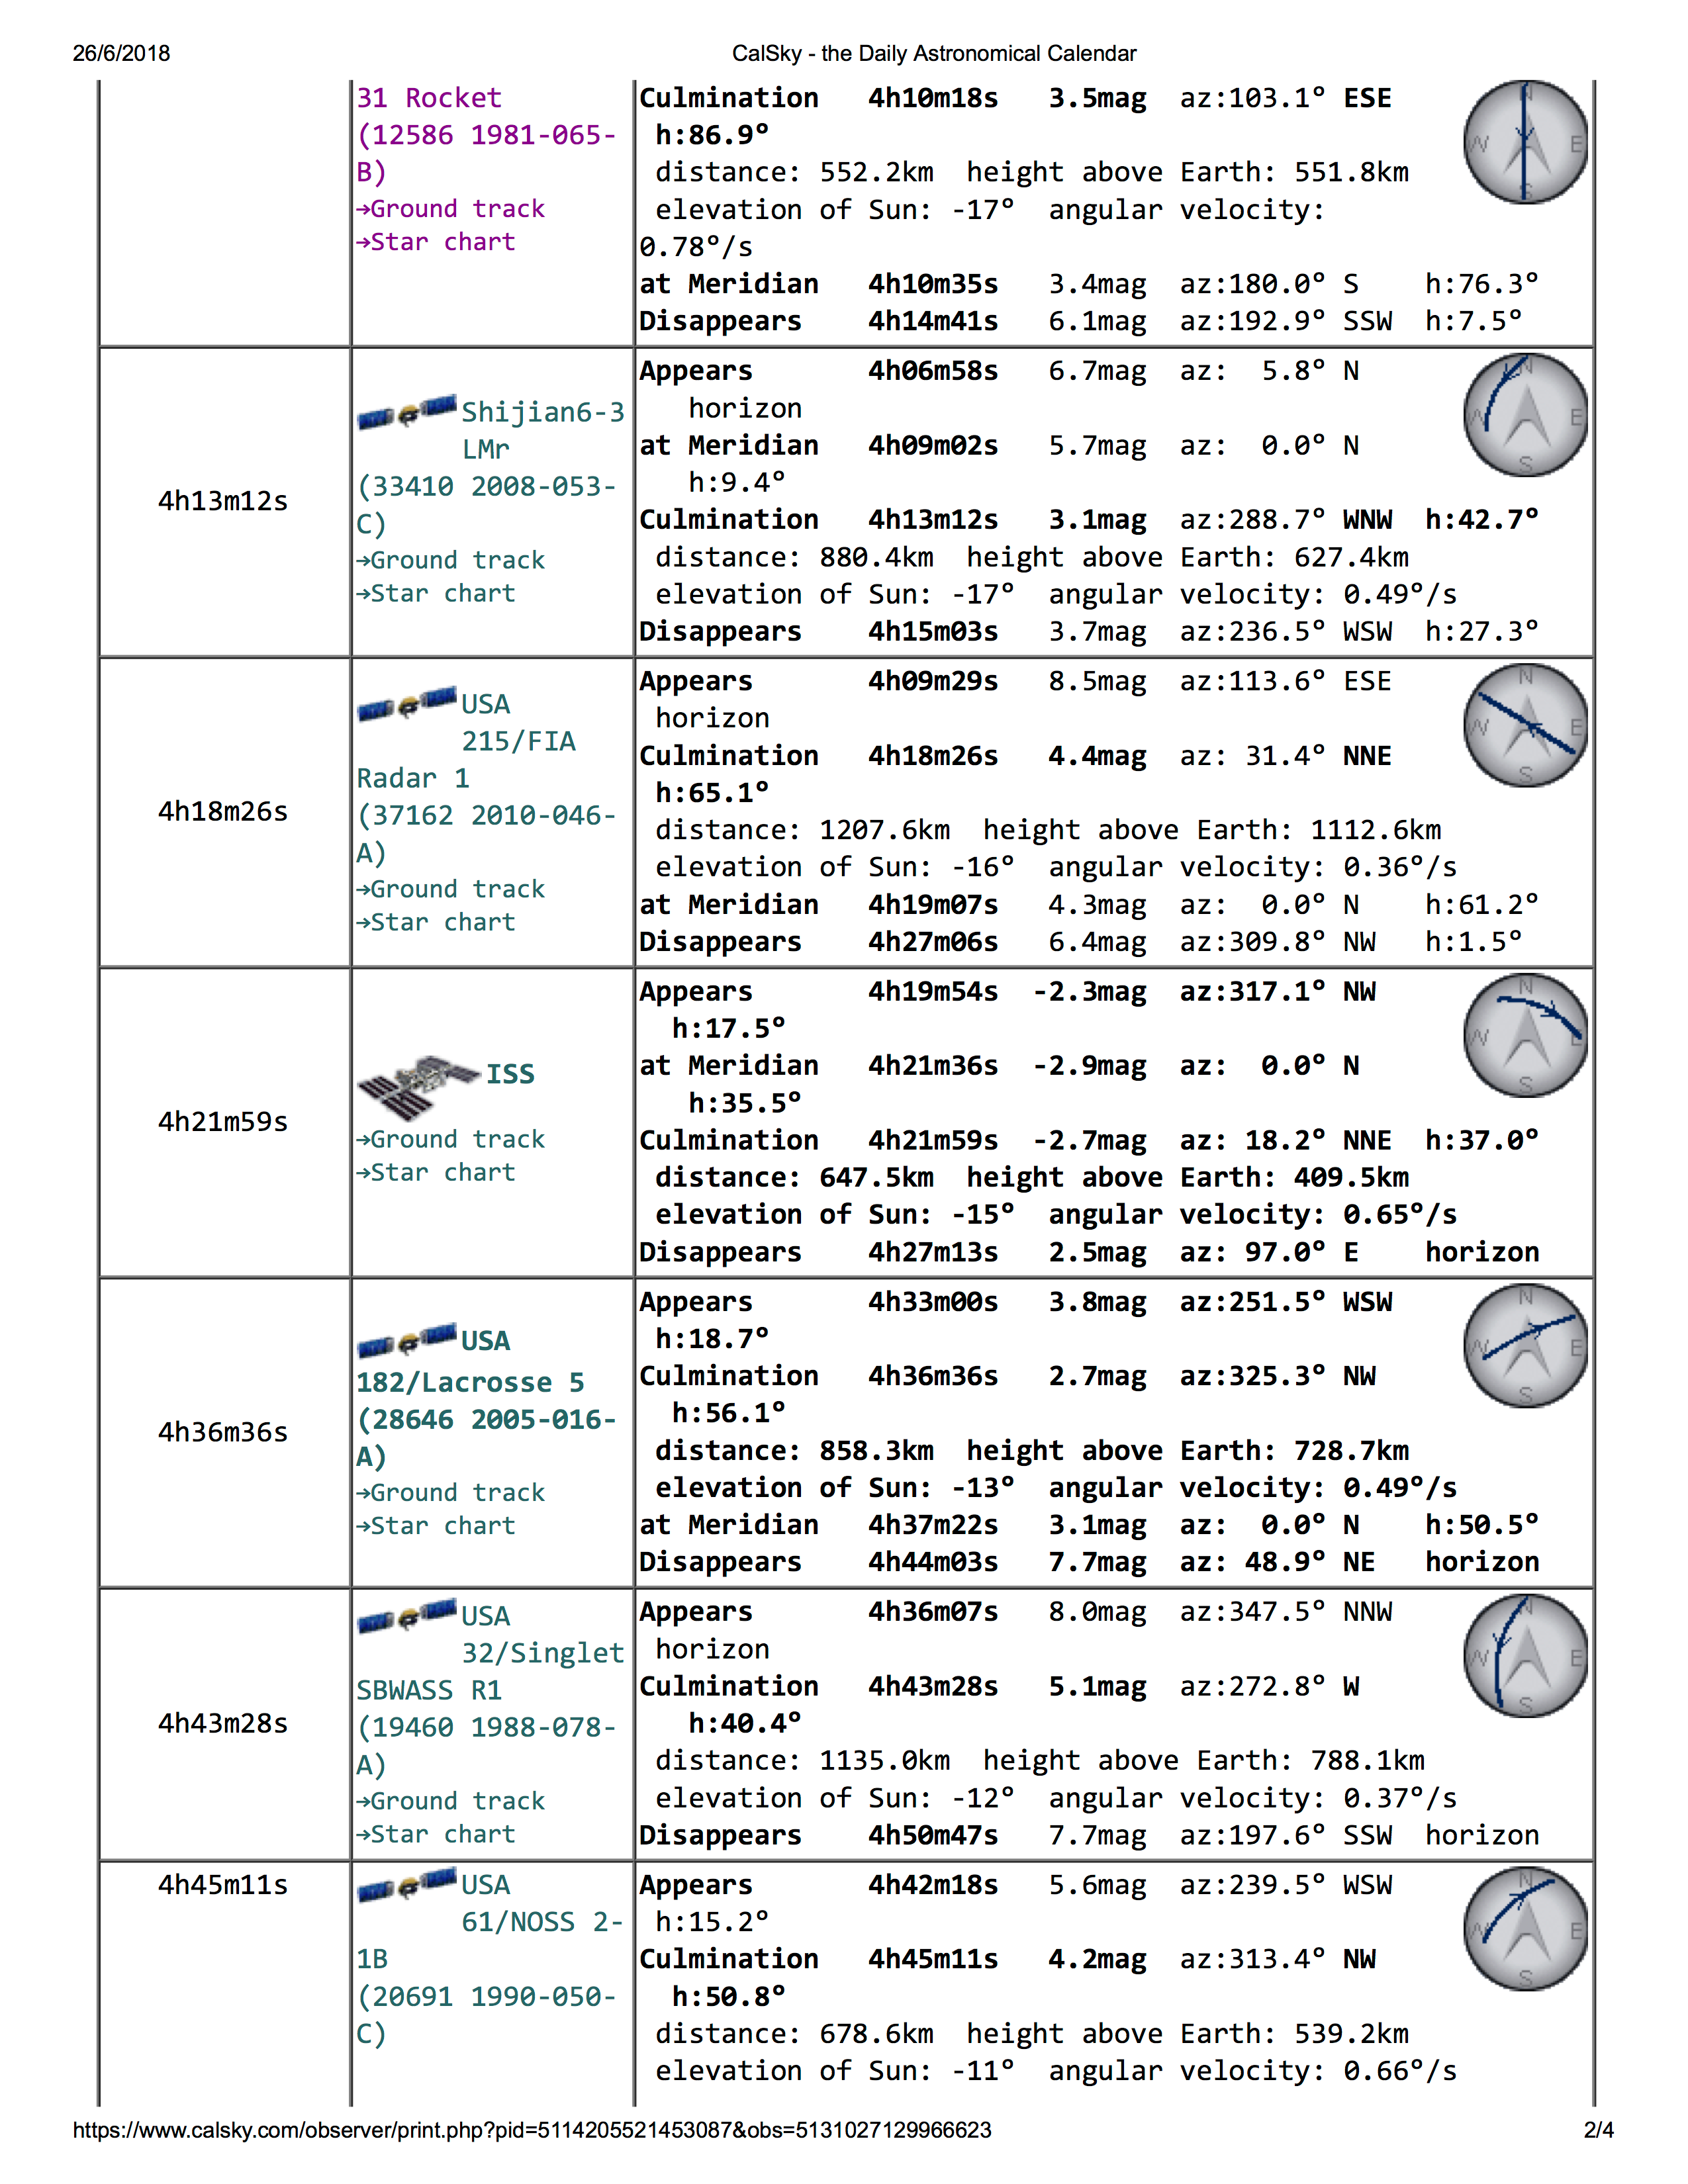 26/6/2018 CalSky - the Daily Astronomical Calendar
31 Rocket
(12586 1981-065-
B)
→Ground track
→Star chart
Culmination 4h10m18s 3.5mag az:103.1° ESE
h:86.9°
distance: 552.2km height above Earth: 551.8km
elevation of Sun: -17° angular velocity:
0.78°/s
at Meridian 4h10m35s 3.4mag az:180.0° S h:76.3°
Disappears 4h14m41s 6.1mag az:192.9° SSW h:7.5°
N
W E
S
4h13m12s
Shijian6-3
LMr
(33410 2008-053-
C)
→Ground track
→Star chart
Appears 4h06m58s 6.7mag az: 5.8° N
horizon
at Meridian 4h09m02s 5.7mag az: 0.0° N
h:9.4°
Culmination 4h13m12s 3.1mag az:288.7° WNW h:42.7°
distance: 880.4km height above Earth: 627.4km
elevation of Sun: -17° angular velocity: 0.49°/s
Disappears 4h15m03s 3.7mag az:236.5° WSW h:27.3°
N
W E
S
4h18m26s
USA
215/FIA
Radar 1
(37162 2010-046-
A)
→Ground track
→Star chart
Appears 4h09m29s 8.5mag az:113.6° ESE
horizon
Culmination 4h18m26s 4.4mag az: 31.4° NNE
h:65.1°
distance: 1207.6km height above Earth: 1112.6km
elevation of Sun: -16° angular velocity: 0.36°/s
at Meridian 4h19m07s 4.3mag az: 0.0° N h:61.2°
Disappears 4h27m06s 6.4mag az:309.8° NW h:1.5°
N
W E
S
4h21m59s
ISS
→Ground track
→Star chart
Appears 4h19m54s -2.3mag az:317.1° NW
h:17.5°
at Meridian 4h21m36s -2.9mag az: 0.0° N
h:35.5°
Culmination 4h21m59s -2.7mag az: 18.2° NNE h:37.0°
distance: 647.5km height above Earth: 409.5km
elevation of Sun: -15° angular velocity: 0.65°/s
Disappears 4h27m13s 2.5mag az: 97.0° E horizon
N
W E
S
4h36m36s
USA
182/Lacrosse 5
(28646 2005-016-
A)
→Ground track
→Star chart
Appears 4h33m00s 3.8mag az:251.5° WSW
h:18.7°
Culmination 4h36m36s 2.7mag az:325.3° NW
h:56.1°
distance: 858.3km height above Earth: 728.7km
elevation of Sun: -13° angular velocity: 0.49°/s
at Meridian 4h37m22s 3.1mag az: 0.0° N h:50.5°
Disappears 4h44m03s 7.7mag az: 48.9° NE horizon
N
W E
S
4h43m28s
USA
32/Singlet
SBWASS R1
(19460 1988-078-
A)
→Ground track
→Star chart
Appears 4h36m07s 8.0mag az:347.5° NNW
horizon
Culmination 4h43m28s 5.1mag az:272.8° W
h:40.4°
distance: 1135.0km height above Earth: 788.1km
elevation of Sun: -12° angular velocity: 0.37°/s
Disappears 4h50m47s 7.7mag az:197.6° SSW horizon
N
W E
S
4h45m11s
USA
61/NOSS 2-
1B
(20691 1990-050-
C)
Appears 4h42m18s 5.6mag az:239.5° WSW
h:15.2°
Culmination 4h45m11s 4.2mag az:313.4° NW
h:50.8°
distance: 678.6km height above Earth: 539.2km
elevation of Sun: -11° angular velocity: 0.66°/s
N
W E
S
https://www.calsky.com/observer/print.php?pid=5114205521453087&obs=5131027129966623 2/4